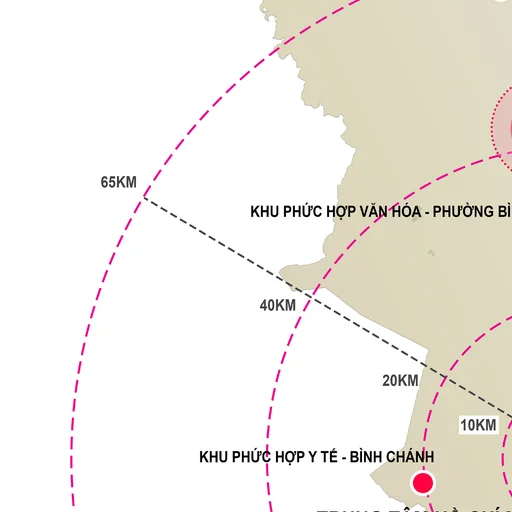 65KM
KHU PHỨC HỢP VĂN HÓA - PHƯỜNG BÌ
40KM
20KM
10KM
KHU PHỨC HỢP Y TẾ - BÌNH CHÁNH